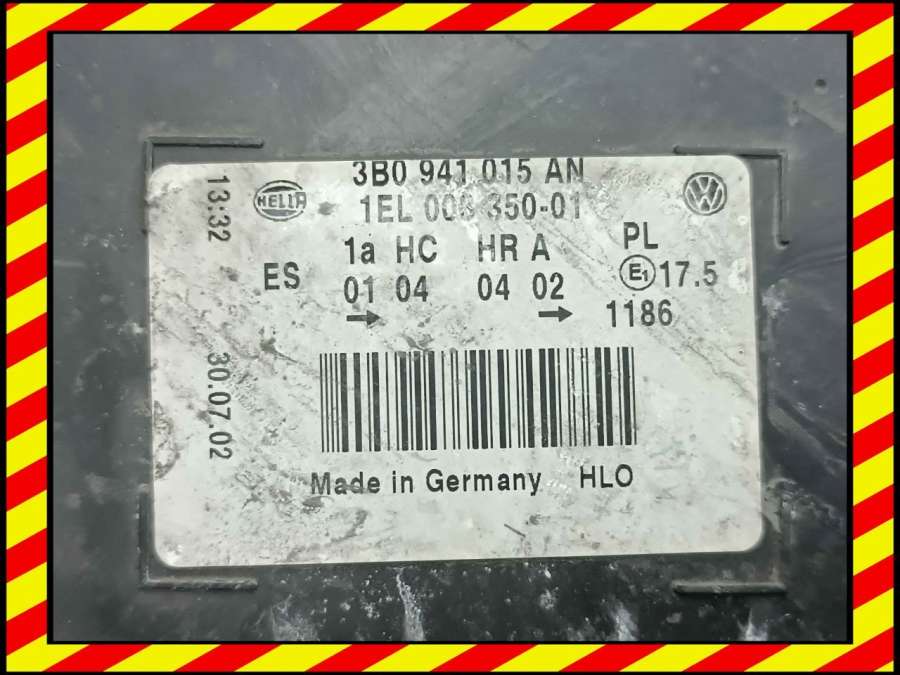 3B0 941 015 AN
HELLA
1EL 008 350-01
13:32
1a HC HR A PL
ES 01 04 04 02 E1 17.5
1186
30.07.02
Made in Germany HLO